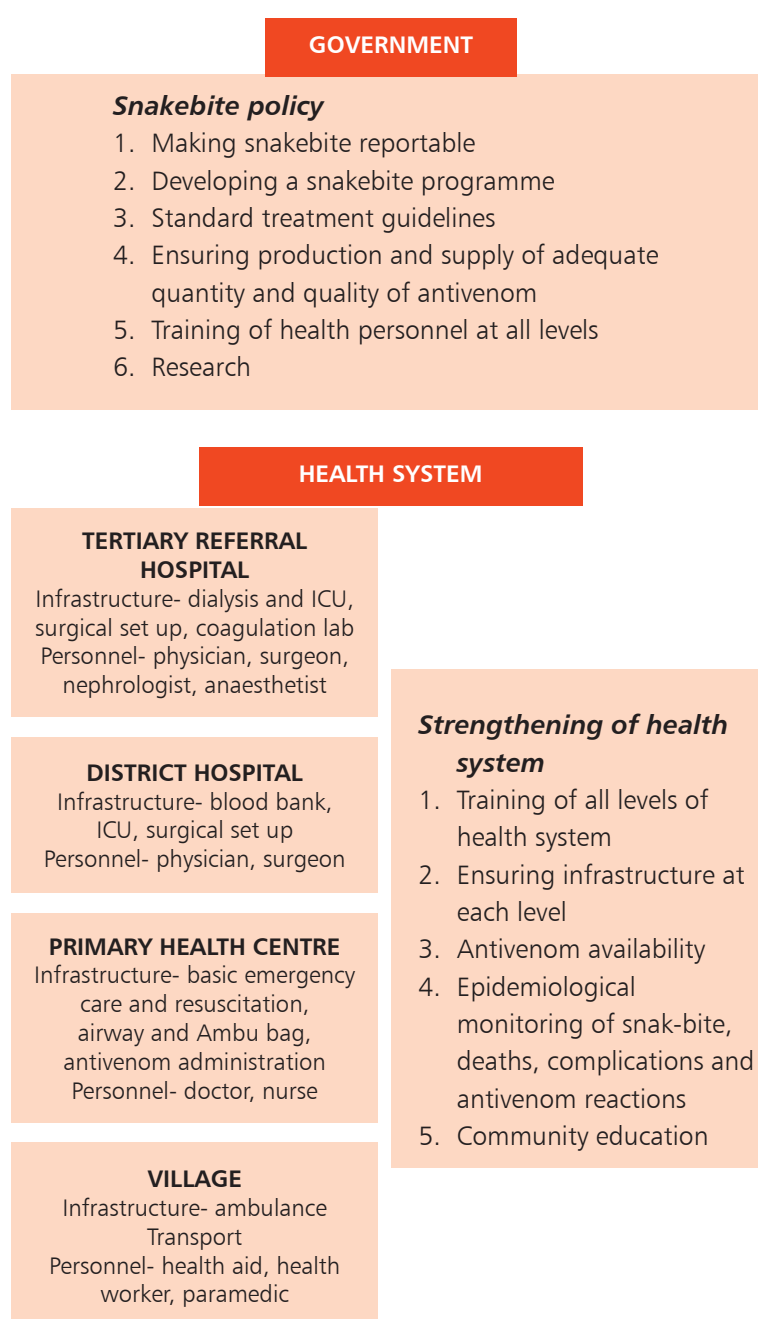 GOVERNMENT
Snakebite policy
1. Making snakebite reportable
2. Developing a snakebite programme
3. Standard treatment guidelines
4. Ensuring production and supply of adequate
quantity and quality of antivenom
5. Training of health personnel at all levels
6. Research
HEALTH SYSTEM
TERTIARY REFERRAL
HOSPITAL
Infrastructure- dialysis and ICU,
surgical set up, coagulation lab
Personnel- physician, surgeon,
nephrologist, anaesthetist
DISTRICT HOSPITAL
Infrastructure- blood bank,
ICU, surgical set up
Personnel- physician, surgeon
PRIMARY HEALTH CENTRE
Infrastructure- basic emergency
care and resuscitation,
airway and Ambu bag,
antivenom administration
Personnel- doctor, nurse
VILLAGE
Infrastructure- ambulance
Transport
Personnel- health aid, health
worker, paramedic
Strengthening of health
system
1. Training of all levels of
health system
2. Ensuring infrastructure at
each level
3. Antivenom availability
4. Epidemiological
monitoring of snak-bite,
deaths, complications and
antivenom reactions
5. Community education